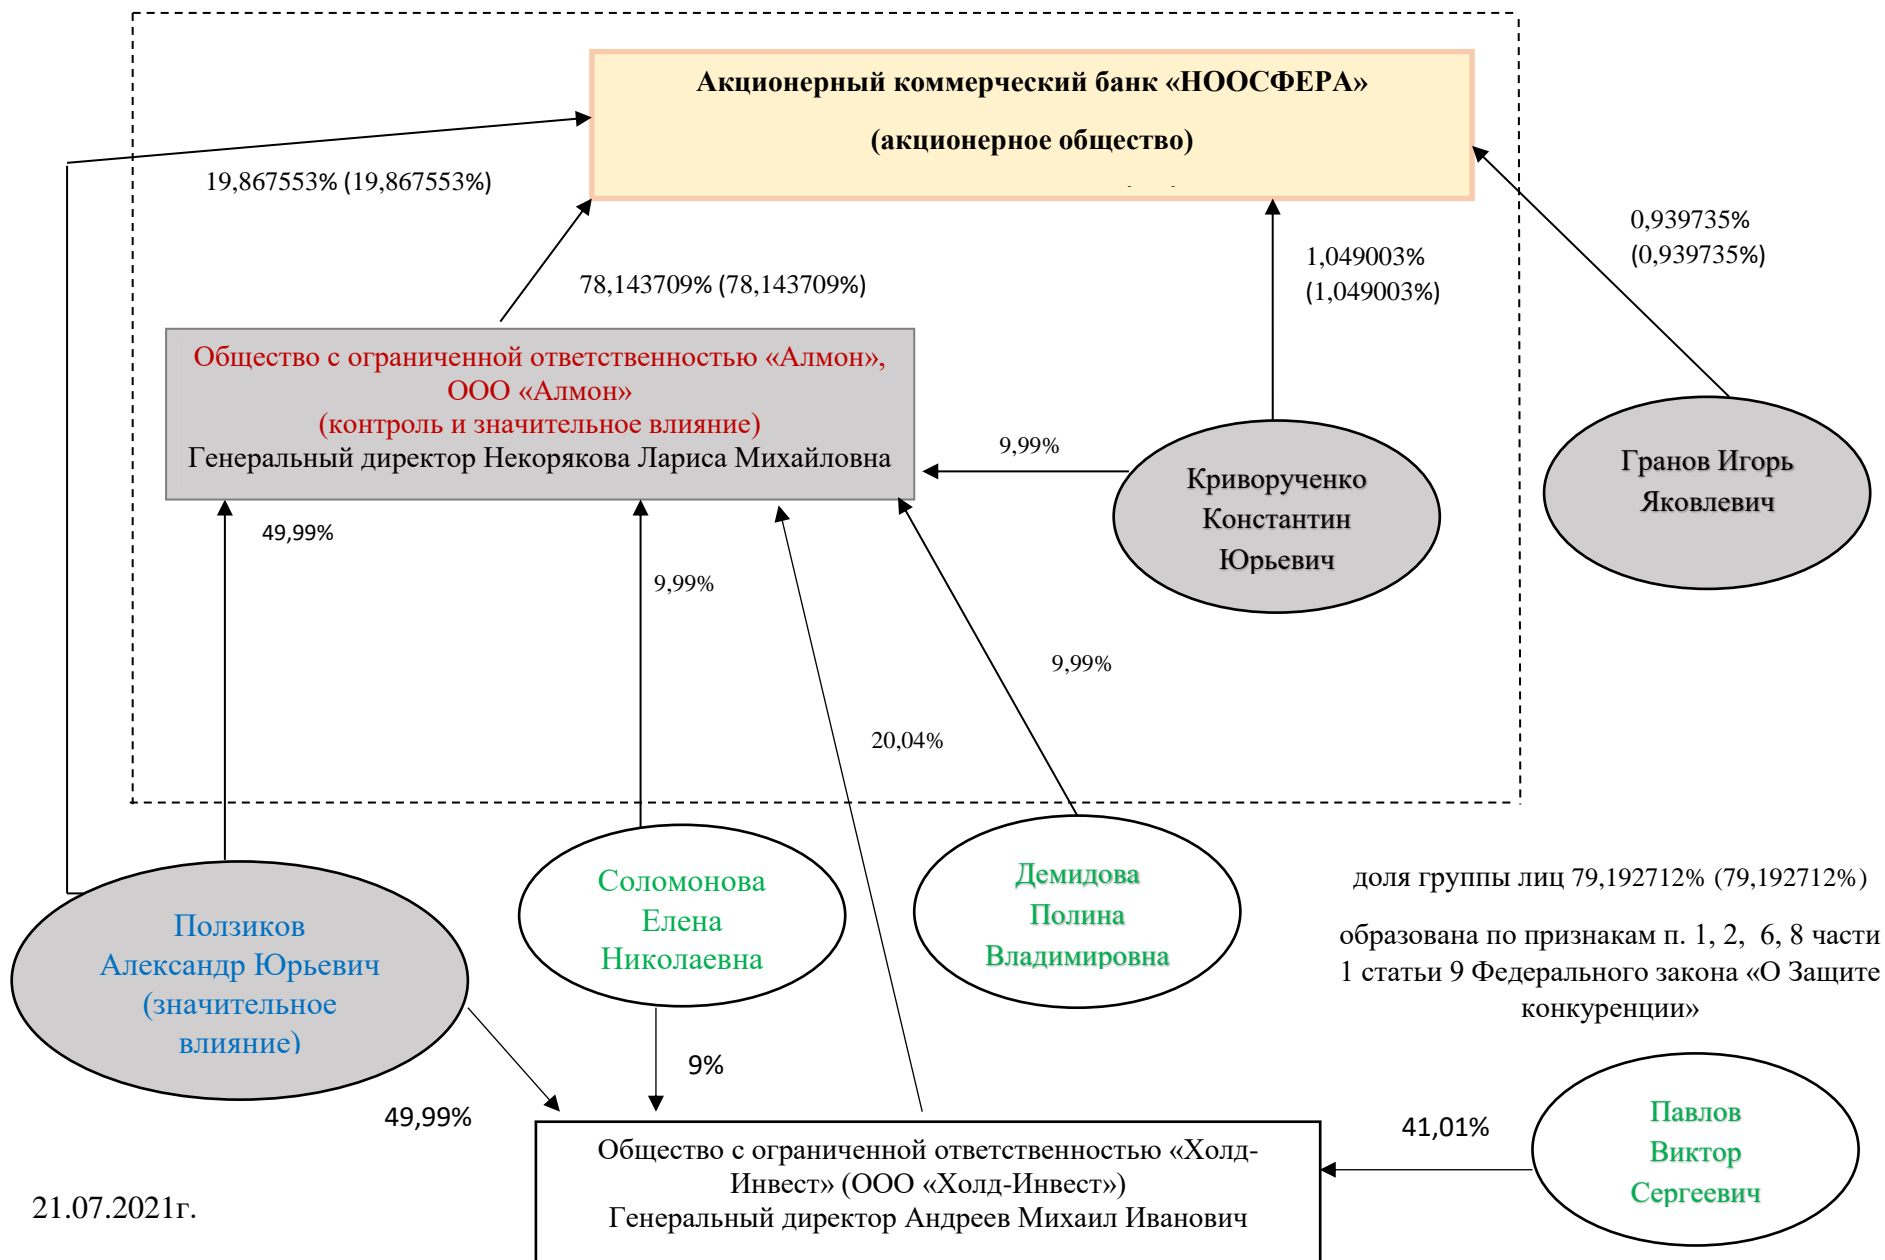 Акционерный коммерческий банк «НООСФЕРА»
(акционерное общество)
19,867553% (19,867553%)
78,143709% (78,143709%)
1,049003%
(1,049003%)
0,939735%
(0,939735%)
Общество с ограниченной ответственностью «Алмон»,
ООО «Алмон»
(контроль и значительное влияние)
Генеральный директор Некорякова Лариса Михайловна
9,99%
Криворученко
Константин
Юрьевич
Гранов Игорь
Яковлевич
49,99%
9,99%
9,99%
20,04%
Ползиков
Александр Юрьевич
(значительное
влияние)
Соломонова
Елена
Николаевна
Демидова
Полина
Владимировна
доля группы лиц 79,192712% (79,192712%)
образована по признакам п. 1, 2, 6, 8 части
1 статьи 9 Федерального закона «О Защите
конкуренции»
49,99%
9%
41,01%
Общество с ограниченной ответственностью «Холд-
Инвест» (ООО «Холд-Инвест»)
Генеральный директор Андреев Михаил Иванович
Павлов
Виктор
Сергеевич
21.07.2021г.